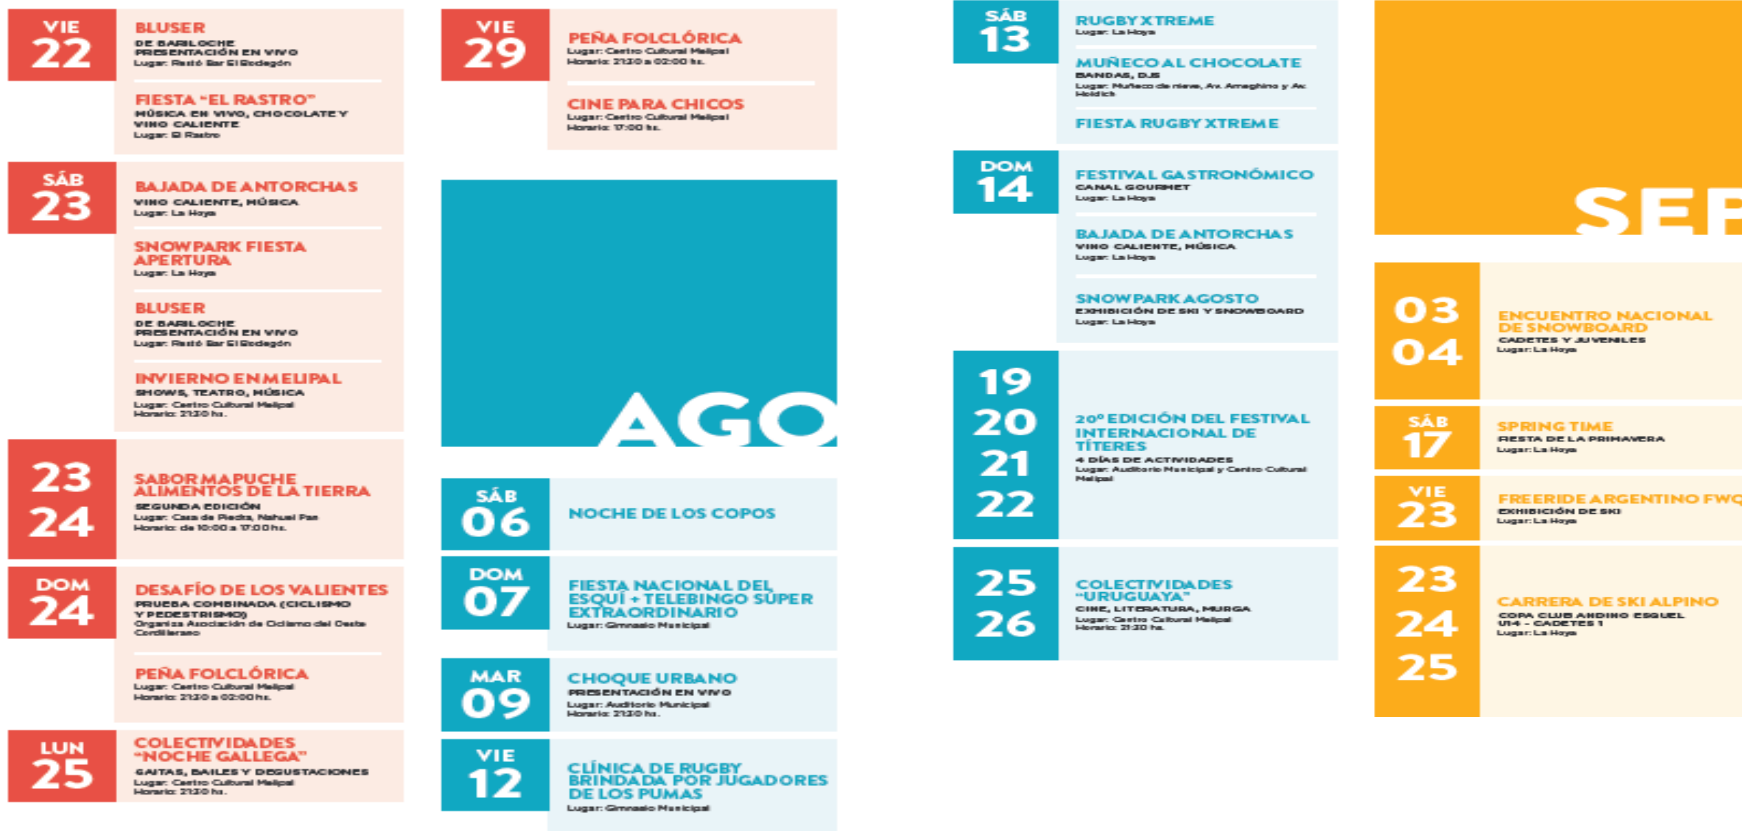 VIE
22
BLUSER
DE BARILOCHE
PRESENTACIÓN EN VIVO
Lugar: Restó Bar El Bodegón
FIESTA “EL RASTRO”
MÚSICA EN VIVO, CHOCOLATE Y
VINO CALIENTE
Lugar: El Rastro
SÁB
23
BAJADA DE ANTORCHAS
VINO CALIENTE, MÚSICA
Lugar: La Hoya
SNOWPARK FIESTA
APERTURA
Lugar: La Hoya
BLUSER
DE BARILOCHE
PRESENTACIÓN EN VIVO
Lugar: Restó Bar El Bodegón
INVIERNO EN MELIPAL
SHOWS, TEATRO, MÚSICA
Lugar: Centro Cultural Melipal
Horario: 21:30 hs.
23
24
SABOR MAPUCHE
ALIMENTOS DE LA TIERRA
SEGUNDA EDICIÓN
Lugar: Casa de Piedra, Nahuel Pan
Horario: de 10:00 a 17:00 hs.
DOM
24
DESAFÍO DE LOS VALIENTES
PRUEBA COMBINADA (CICLISMO
Y PEDESTRISMO)
Organiza Asociación de Ciclismo del Oeste
Cordillerano
PEÑA FOLCLÓRICA
Lugar: Centro Cultural Melipal
Horario: 21:30 a 02:00 hs.
LUN
25
COLECTIVIDADES
“NOCHE GALLEGA”
GAITAS, BAILES Y DEGUSTACIONES
Lugar: Centro Cultural Melipal
Horario: 21:30 hs.
VIE
29
PEÑA FOLCLÓRICA
Lugar: Centro Cultural Melipal
Horario: 21:30 a 02:00 hs.
CINE PARA CHICOS
Lugar: Centro Cultural Melipal
Horario: 17:00 hs.
AGO
SÁB
06
NOCHE DE LOS COPOS
DOM
07
FIESTA NACIONAL DEL
ESQUÍ + TELEBINGO SÚPER
EXTRAORDINARIO
Lugar: Gimnasio Municipal
MAR
09
CHOQUE URBANO
PRESENTACIÓN EN VIVO
Lugar: Auditorio Municipal
Horario: 21:30 hs.
VIE
12
CLÍNICA DE RUGBY
BRINDADA POR JUGADORES
DE LOS PUMAS
Lugar: Gimnasio Municipal
SÁB
13
RUGBY XTREME
Lugar: La Hoya
MUÑECO AL CHOCOLATE
BANDAS, DJS
Lugar: Muñeco de nieve, Av. Ameghino y Av.
Holdich
FIESTA RUGBY XTREME
DOM
14
FESTIVAL GASTRONÓMICO
CANAL GOURMET
Lugar: La Hoya
BAJADA DE ANTORCHAS
VINO CALIENTE, MÚSICA
Lugar: La Hoya
SNOWPARK AGOSTO
EXHIBICIÓN DE SKI Y SNOWBOARD
Lugar: La Hoya
19
20
21
22
20º EDICIÓN DEL FESTIVAL
INTERNACIONAL DE
TÍTERES
4 DÍAS DE ACTIVIDADES
Lugar: Auditorio Municipal y Centro Cultural
Melipal
25
26
COLECTIVIDADES
“URUGUAYA”
CINE, LITERATURA, MURGA
Lugar: Centro Cultural Melipal
Horario: 21:30 hs.
SEP
03
04
ENCUENTRO NACIONAL
DE SNOWBOARD
CADETES Y JUVENILES
Lugar: La Hoya
SÁB
17
SPRING TIME
FIESTA DE LA PRIMAVERA
Lugar: La Hoya
VIE
23
FREERIDE ARGENTINO FWQ
EXHIBICIÓN DE SKI
Lugar: La Hoya
23
24
25
CARRERA DE SKI ALPINO
COPA CLUB ANDINO ESQUEL
U14 - CADETES 1
Lugar: La Hoya